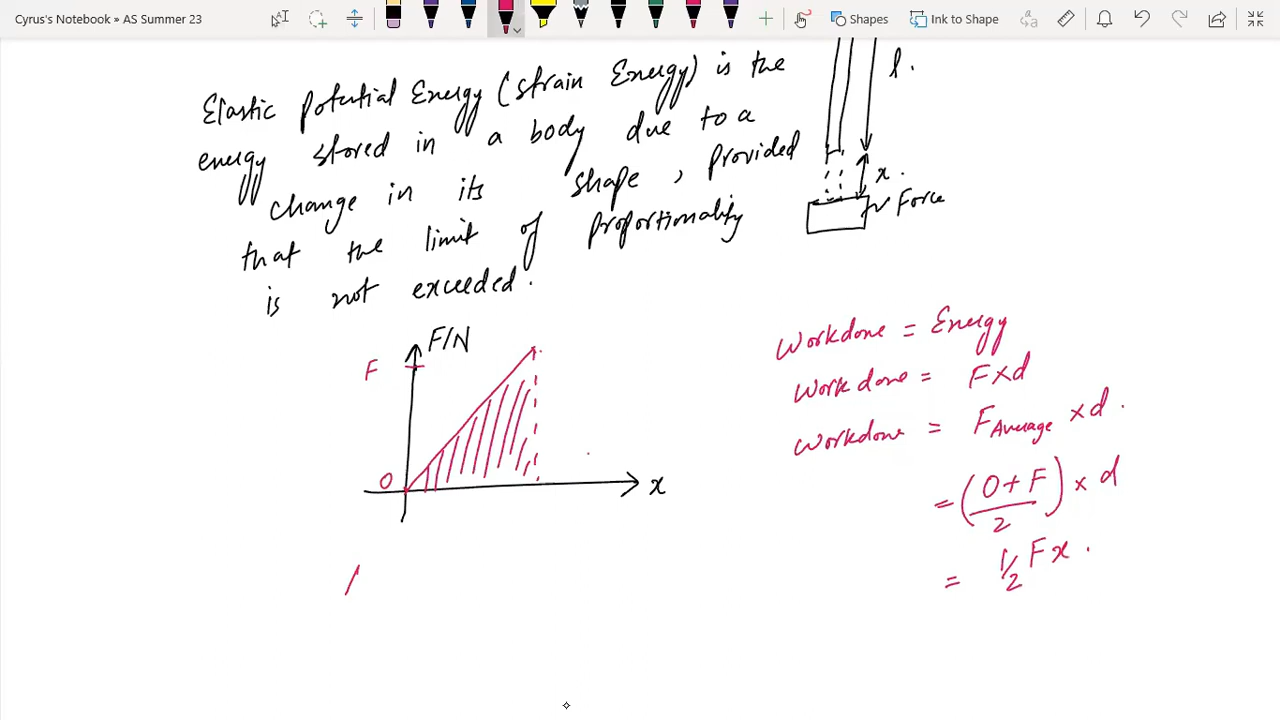 Cyrus's Notebook » AS Summer 23
Shapes
Ink to Shape
Elastic Potential Energy (strain Energy) is the
energy stored in a body due to a
change in its shape, provided
that the limit of proportionality
is not exceeded.
l.
x.
Force
F/N
F
0
x
Workdone = Energy
Workdone = F×d
Workdone = FAverage ×d.
= (0+F/2) × d
= 1/2 Fx.